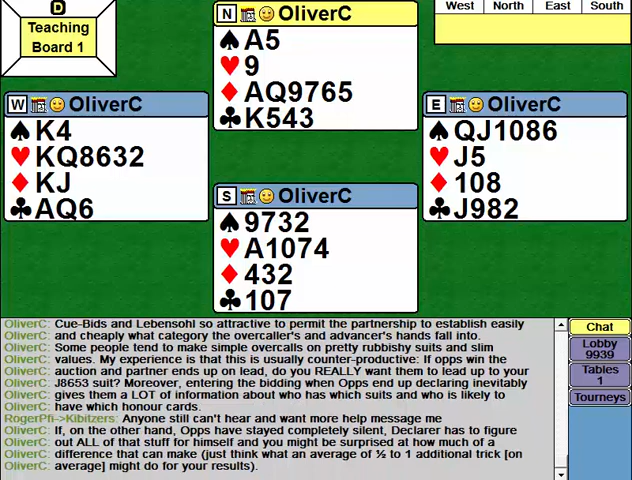 D
Teaching
Board 1
N OliverC
♠A5
♥9
♦AQ9765
♣K543
West North East South
W OliverC
♠K4
♥KQ8632
♦KJ
♣AQ6
E OliverC
♠QJ1086
♥J5
♦108
♣J982
S OliverC
♠9732
♥A1074
♦432
♣107
OliverC: Cue-Bids and Lebensohl so attractive to permit the partnership to establish easily
OliverC: and cheaply what category the overcaller's and advancer's hands fall into.
OliverC: Some people tend to make simple overcalls on pretty rubbishy suits and slim
OliverC: values. My experience is that this is usually counter-productive: If opps win the
OliverC: auction and partner ends up on lead, do you REALLY want them to lead up to your
OliverC: J8653 suit? Moreover, entering the bidding when Opps end up declaring inevitably
OliverC: gives them a LOT of information about who has which suits and who is likely to
OliverC: have which honour cards.
RogerPfi->Kibitzers: Anyone still can't hear and want more help message me
OliverC: If, on the other hand, Opps have stayed completely silent, Declarer has to figure
OliverC: out ALL of that stuff for himself and you might be surprised at how much of a
OliverC: difference that can make (just think what an average of ½ to 1 additional trick [on
OliverC: average] might do for your results).
Chat
Lobby
9939
Tables
1
Tourneys